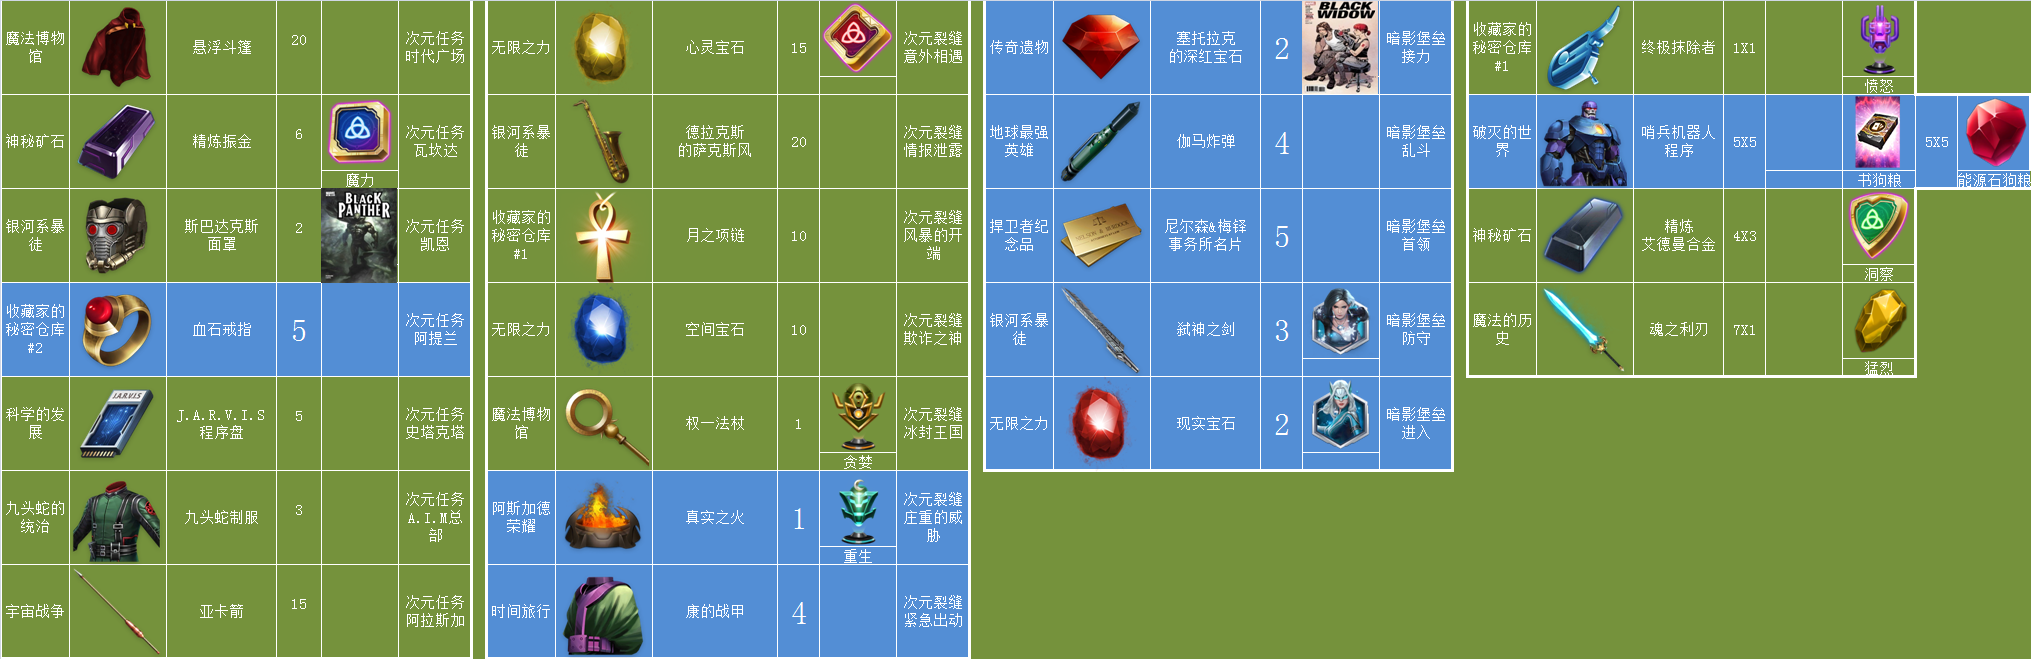 魔法博物
馆
悬浮斗篷
20
次元任务
时代广场
神秘矿石
精炼振金
6
魔力
次元任务
瓦坎达
银河系暴
徒
斯巴达克斯
面罩
2
BLACK
PANTHER
次元任务
凯恩
收藏家的
秘密仓库
#2
血石戒指
5
次元任务
阿提兰
科学的发
展
J.A.R.V.I.S
J.A.R.V.I.S
程序盘
5
次元任务
史塔克塔
九头蛇的
统治
九头蛇制服
3
次元任务
A.I.M总
部
宇宙战争
亚卡箭
15
次元任务
阿拉斯加
无限之力
心灵宝石
15
次元裂缝
意外相遇
银河系暴
徒
德拉克斯
的萨克斯风
20
次元裂缝
情报泄露
收藏家的
秘密仓库
#1
月之项链
10
次元裂缝
风暴的开
端
无限之力
空间宝石
10
次元裂缝
欺诈之神
魔法博物
馆
权一法杖
1
贪婪
次元裂缝
冰封王国
阿斯加德
荣耀
真实之火
1
重生
次元裂缝
庄重的威
胁
时间旅行
康的战甲
4
次元裂缝
紧急出动
传奇遗物
塞托拉克
的深红宝石
2
BLACK
WIDOW
暗影堡垒
接力
地球最强
英雄
伽马炸弹
4
暗影堡垒
乱斗
捍卫者纪
念品
NELSON & MURDOCK
尼尔森&梅铎
事务所名片
5
暗影堡垒
首领
银河系暴
徒
弑神之剑
3
暗影堡垒
防守
无限之力
现实宝石
2
暗影堡垒
进入
收藏家的
秘密仓库
#1
终极抹除者
1X1
愤怒
破灭的世
界
哨兵机器人
程序
5X5
书狗粮
5X5
能源石狗粮
神秘矿石
精炼
艾德曼合金
4X3
洞察
魔法的历
史
魂之利刃
7X1
猛烈